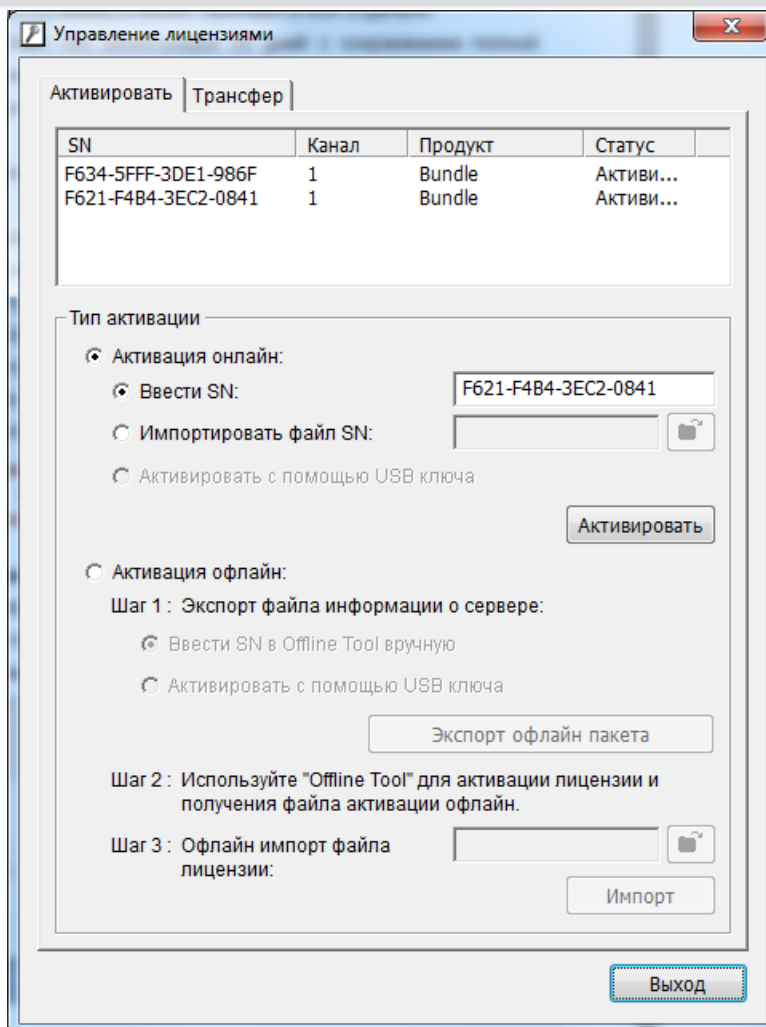 Управление лицензиями
Активировать Трансфер
SN Канал Продукт Статус
F634-5FFF-3DE1-986F 1 Bundle Активи...
F621-F4B4-3EC2-0841 1 Bundle Активи...
Тип активации
Активация онлайн:
Ввести SN: F621-F4B4-3EC2-0841
Импортировать файл SN:
Активировать с помощью USB ключа
Активировать
Активация офлайн:
Шаг 1 : Экспорт файла информации о сервере:
Ввести SN в Offline Tool вручную
Активировать с помощью USB ключа
Экспорт офлайн пакета
Шаг 2 : Используйте "Offline Tool" для активации лицензии и
получения файла активации офлайн.
Шаг 3 : Офлайн импорт файла
лицензии:
Импорт
Выход